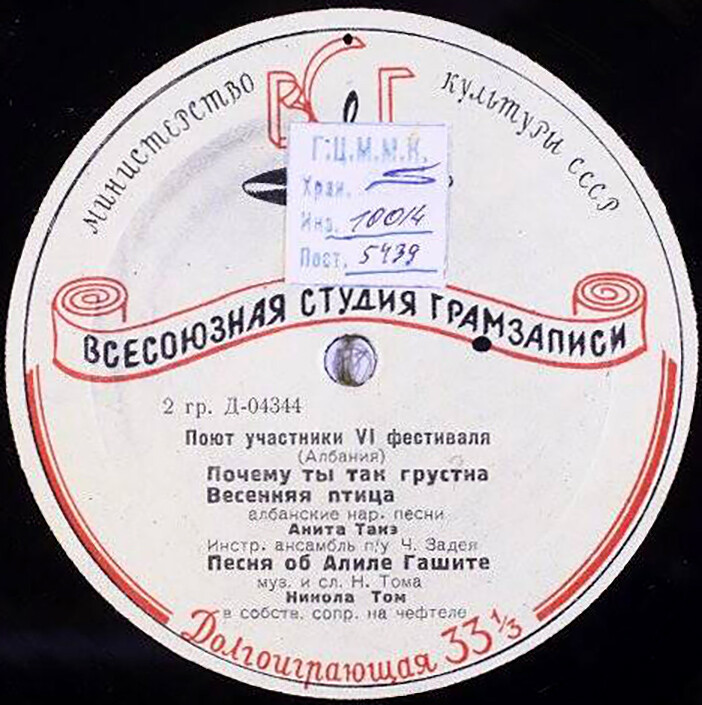 МИНИСТЕРСТВО КУЛЬТУРЫ СССР
ВСГ
Г.Ц.М.М.К.
Хран.
Инв. 10014
Пост. 5439
ВСЕСОЮЗНАЯ СТУДИЯ ГРАМЗАПИСИ
2 гр. Д-04344
Поют участники VI фестиваля
(Албания)
Почему ты так грустна
Весенняя птица
албанские нар. песни
Анита Такэ
Инстр. ансамбль п/у Ч. Задея
Песня об Алиле Гашите
муз. и сл. Н. Тома
Никола Том
в собств. сопр. на чефтеле
Долгоиграющая 33 1/3